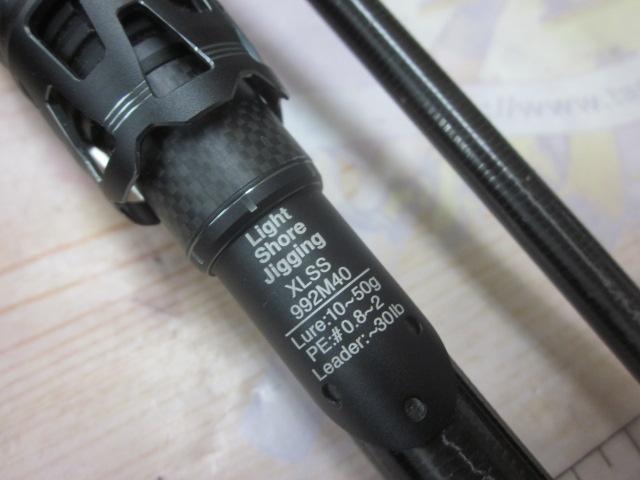 Light
Shore
Jigging
XLSS
992M40
Lure:10~50g
PE:#0.8~2
Leader:~30lb